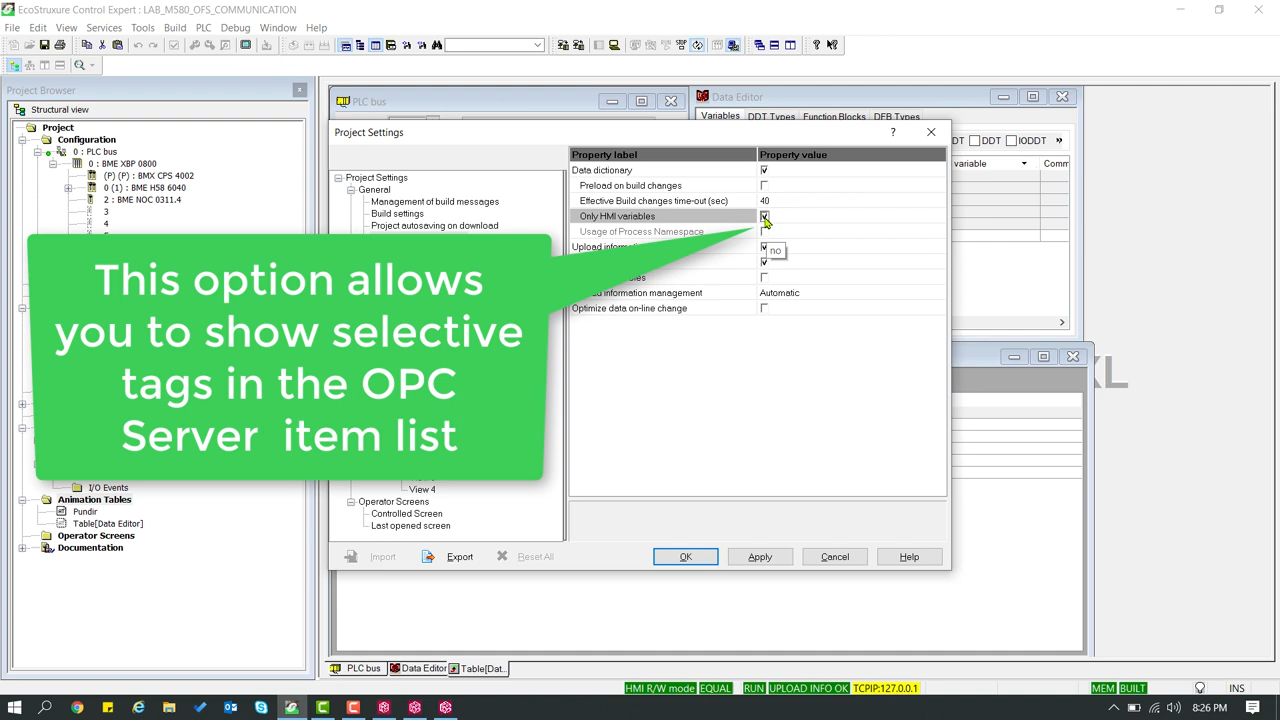 EcoStruxure Control Expert : LAB_M580_OFS_COMMUNICATION
File Edit View Services Tools Build PLC Debug Window Help
Project Browser
Structural view
Project
Configuration
0 : PLC bus
0 : BME XBP 0800
(P) (P) : BMX CPS 4002
0 (1) : BME H58 6040
2 : BME NOC 0311.4
3
4
I/O Events
Animation Tables
Pundir
Table[Data Editor]
Operator Screens
Documentation
PLC bus
Data Editor
Variables DDT Types Function Blocks DFB Types
DT DDT IODDT
variable Comm
XL
Project Settings
?
Project Settings
General
Management of build messages
Build settings
Project autosaving on download
View 4
Operator Screens
Controlled Screen
Last opened screen
Property label Property value
Data dictionary
Preload on build changes
Effective Build changes time-out (sec) 40
Only HMI variables
Usage of Process Namespace
no
Optimize data on-line change
Automatic
Import Export Reset All OK Apply Cancel Help
This option allows
you to show selective
tags in the OPC
Server item list
PLC bus Data Editor Table[Dat...
HMI R/W mode EQUAL RUN UPLOAD INFO OK TCPIP:127.0.0.1 MEM BUILT INS
8:26 PM